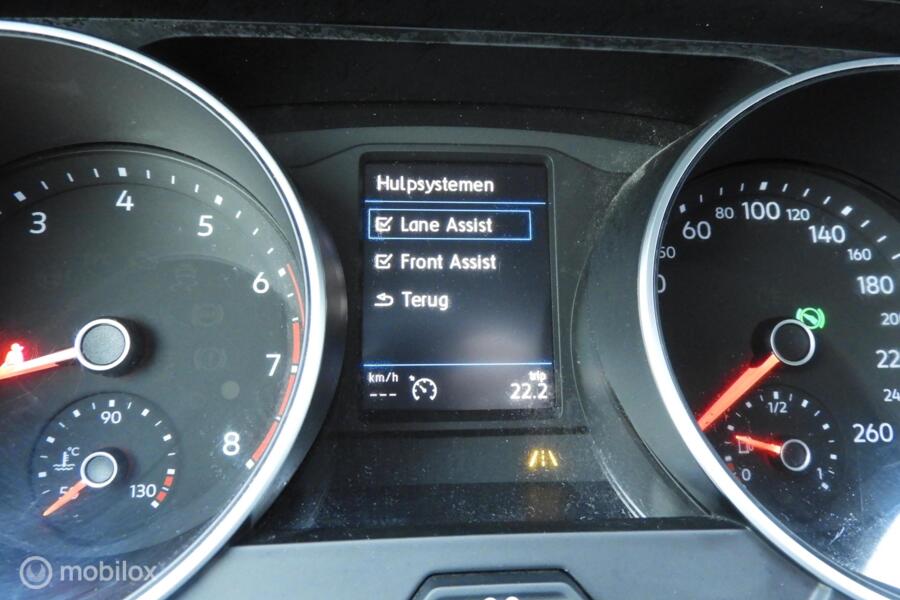 Hulpsystemen
Lane Assist
Front Assist
Terug
km/h
trip
--- 22.2
3 4 5 6 7 8
90
°C
50 130
60 80 100 120 140 160 180
260
1/2
0 1
mobilox